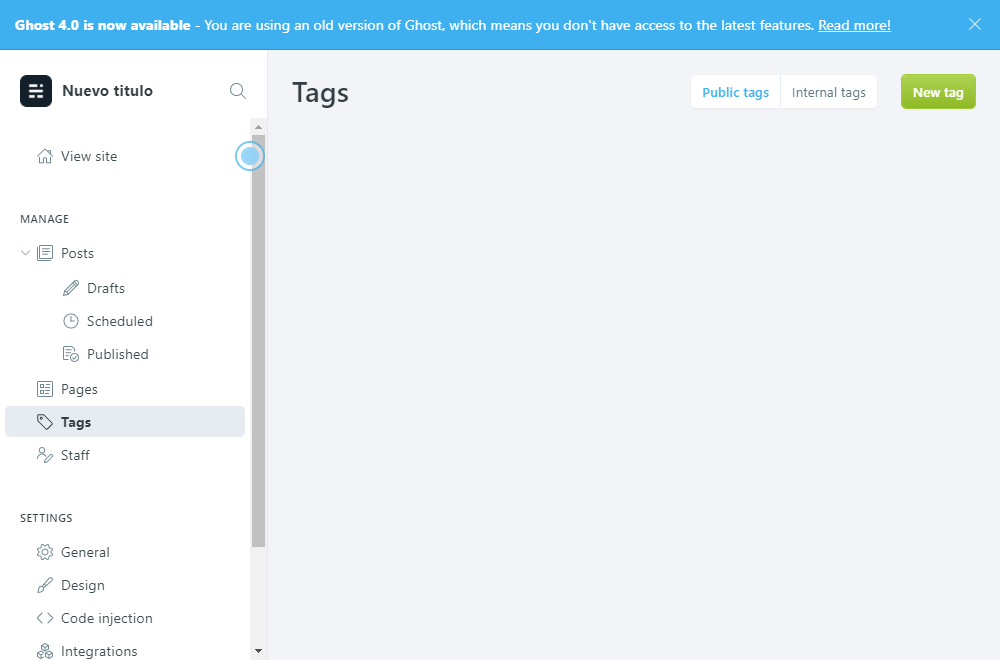 Ghost 4.0 is now available - You are using an old version of Ghost, which means you don't have access to the latest features. Read more!
Nuevo titulo
View site
MANAGE
Posts
Drafts
Scheduled
Published
Pages
Tags
Staff
SETTINGS
General
Design
Code injection
Integrations
Tags
Public tags
Internal tags
New tag